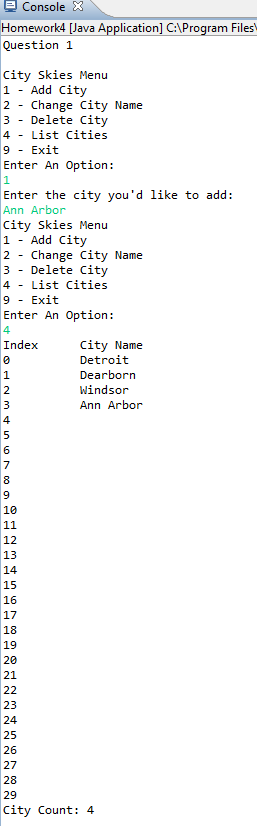 Console
Homework4 [Java Application] C:\Program Files\
Question 1
City Skies Menu
1 - Add City
2 - Change City Name
3 - Delete City
4 - List Cities
9 - Exit
Enter An Option:
1
Enter the city you'd like to add:
Ann Arbor
City Skies Menu
1 - Add City
2 - Change City Name
3 - Delete City
4 - List Cities
9 - Exit
Enter An Option:
4
Index City Name
0 Detroit
1 Dearborn
2 Windsor
3 Ann Arbor
4
5
6
7
8
9
10
11
12
13
14
15
16
17
18
19
20
21
22
23
24
25
26
27
28
29
City Count: 4